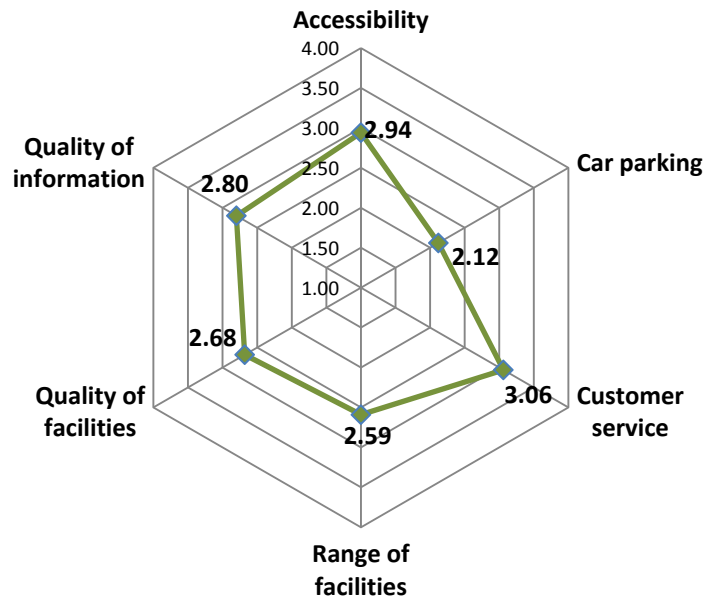 Accessibility
4.00
3.50
3.00
2.94
2.50
2.00
1.50
1.00
Quality of
information
2.80
Car parking
2.12
2.68
Quality of
facilities
3.06
Customer
service
2.59
Range of
facilities